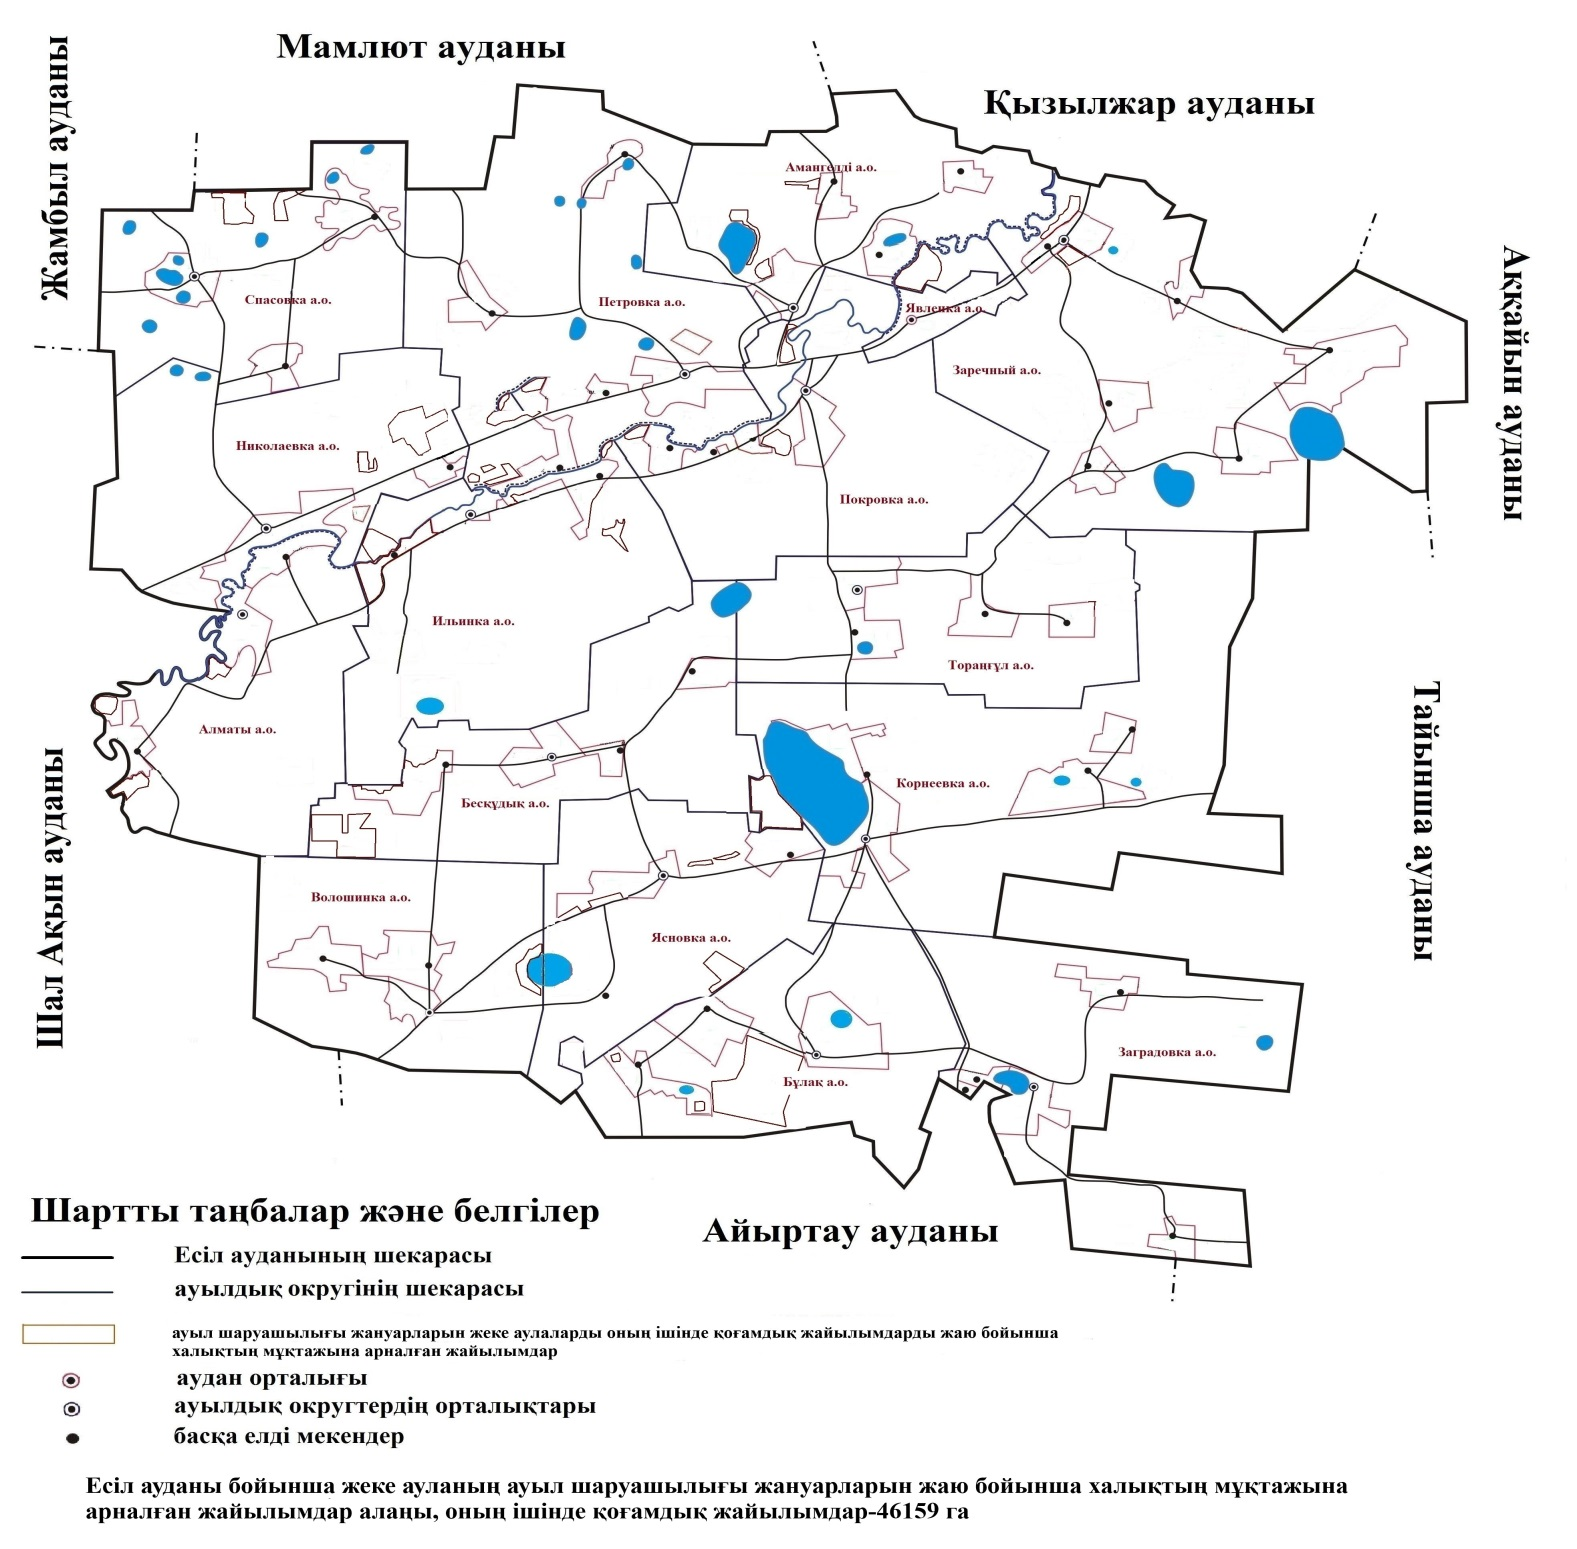 Мамлют ауданы
Қызылжар ауданы
Жамбыл ауданы
Аққайын ауданы
Амангелді а.о.
Спасовка а.о.
Петровка а.о.
Явленка а.о.
Заречный а.о.
Николаевка а.о.
Покровка а.о.
Ильинка а.о.
Тораңғұл а.о.
Тайынша ауданы
Алматы а.о.
Шал Ақын ауданы
Бесқұдық а.о.
Корнеевка а.о.
Волошинка а.о.
Ясновка а.о.
Заградовка а.о.
Бұлақ а.о.
Айыртау ауданы
Шартты таңбалар және белгілер
Есіл ауданының шекарасы
ауылдық округінің шекарасы
ауыл шаруашылығы жануарларын жеке аулаларды оның ішінде қоғамдық жайылымдарды жаю бойынша
халықтың мұқтажына арналған жайылымдар
аудан орталығы
ауылдық округтердің орталықтары
басқа елді мекендер
Есіл ауданы бойынша жеке ауланың ауыл шаруашылығы жануарларын жаю бойынша халықтың мұқтажына
арналған жайылымдар алаңы, оның ішінде қоғамдық жайылымдар-46159 га